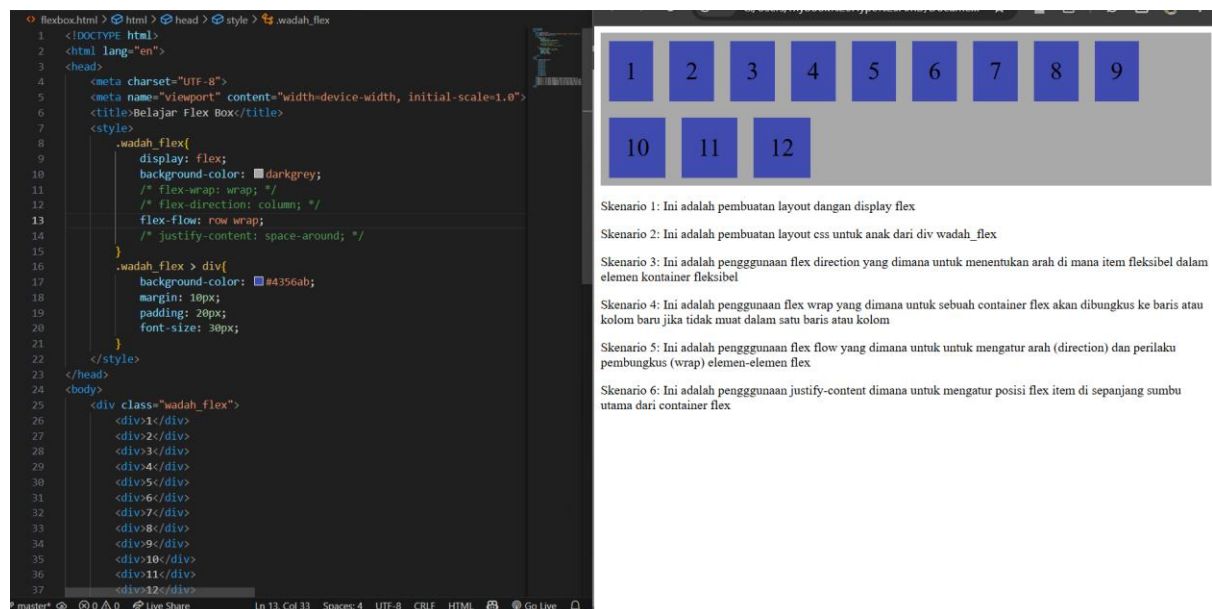 flexbox.html > html > head > style > .wadah_flex
1 <!DOCTYPE html>
2 <html lang="en">
3 <head>
4 <meta charset="UTF-8">
5 <meta name="viewport" content="width=device-width, initial-scale=1.0">
6 <title>Belajar Flex Box</title>
7 <style>
8 .wadah_flex{
9 display: flex;
10 background-color: darkgrey;
11 /* flex-wrap: wrap; */
12 /* flex-direction: column; */
13 flex-flow: row wrap;
14 /* justify-content: space-around; */
15 }
16 .wadah_flex > div{
17 background-color: #4356ab;
18 margin: 10px;
19 padding: 20px;
20 font-size: 30px;
21 }
22 </style>
23 </head>
24 <body>
25 <div class="wadah_flex">
26 <div>1</div>
27 <div>2</div>
28 <div>3</div>
29 <div>4</div>
30 <div>5</div>
31 <div>6</div>
32 <div>7</div>
33 <div>8</div>
34 <div>9</div>
35 <div>10</div>
36 <div>11</div>
37 <div>12</div>
master* 0 0 0 Live Share Ln 13, Col 33 Spaces: 4 UTF-8 CRLF HTML Go Live
1 2 3 4 5 6 7 8 9
10 11 12
Skenario 1: Ini adalah pembuatan layout dangan display flex
Skenario 2: Ini adalah pembuatan layout css untuk anak dari div wadah_flex
Skenario 3: Ini adalah pengggunaan flex direction yang dimana untuk menentukan arah di mana item fleksibel dalam
elemen kontainer fleksibel
Skenario 4: Ini adalah penggunaan flex wrap yang dimana untuk sebuah container flex akan dibungkus ke baris atau
kolom baru jika tidak muat dalam satu baris atau kolom
Skenario 5: Ini adalah pengggunaan flex flow yang dimana untuk untuk mengatur arah (direction) dan perilaku
pembungkus (wrap) elemen-elemen flex
Skenario 6: Ini adalah pengggunaan justify-content dimana untuk mengatur posisi flex item di sepanjang sumbu
utama dari container flex